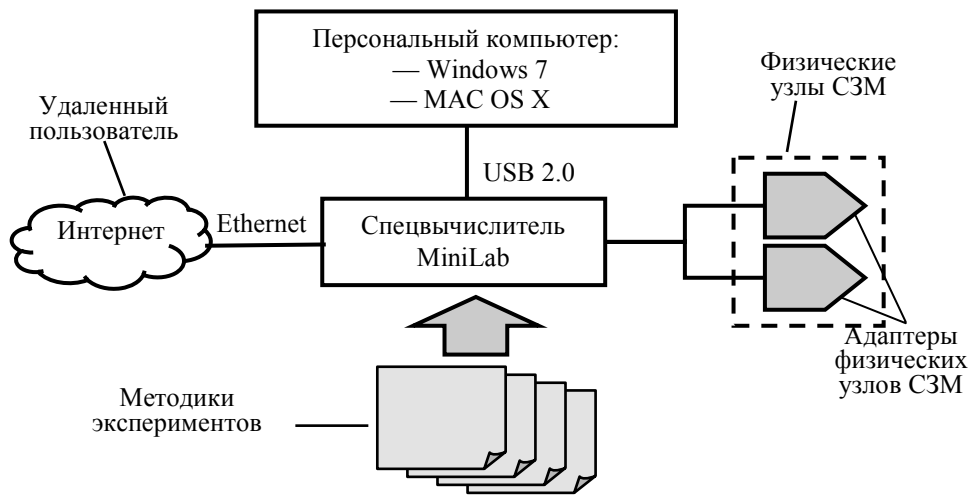 Персональный компьютер:
— Windows 7
— MAC OS X
Физические
узлы СЗМ
Удаленный
пользователь
USB 2.0
Интернет
Ethernet
Спецвычислитель
MiniLab
Адаптеры
физических
узлов СЗМ
Методики
экспериментов